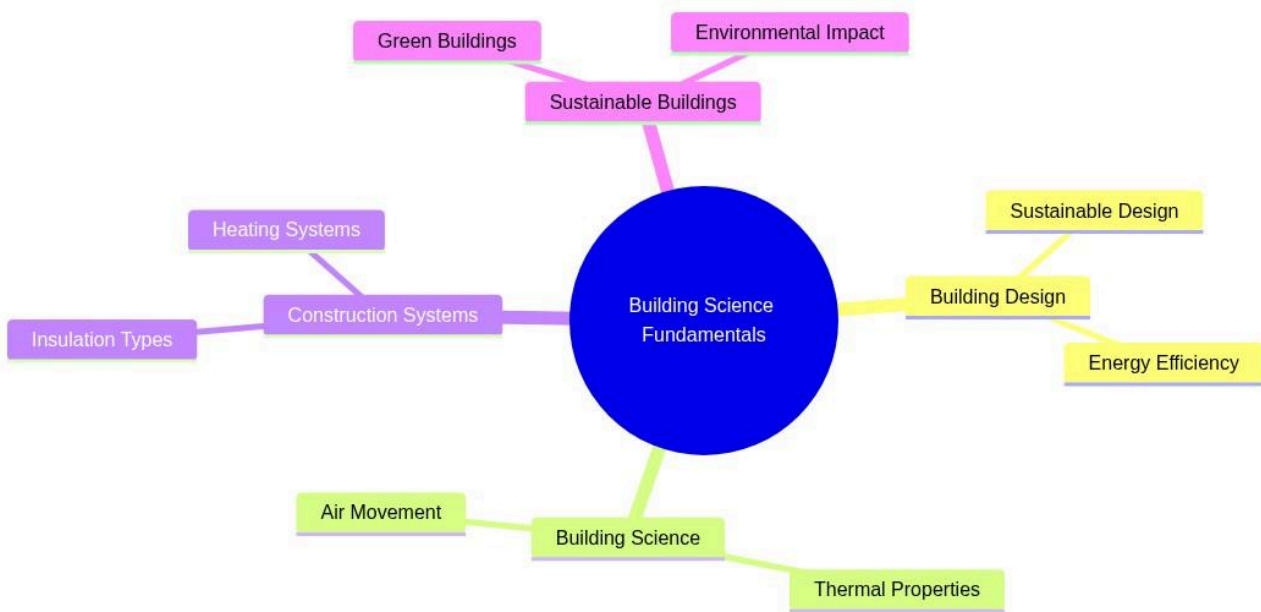 Green Buildings
Environmental Impact
Sustainable Buildings
Heating Systems
Construction Systems
Insulation Types
Building Science
Fundamentals
Sustainable Design
Building Design
Energy Efficiency
Air Movement
Building Science
Thermal Properties